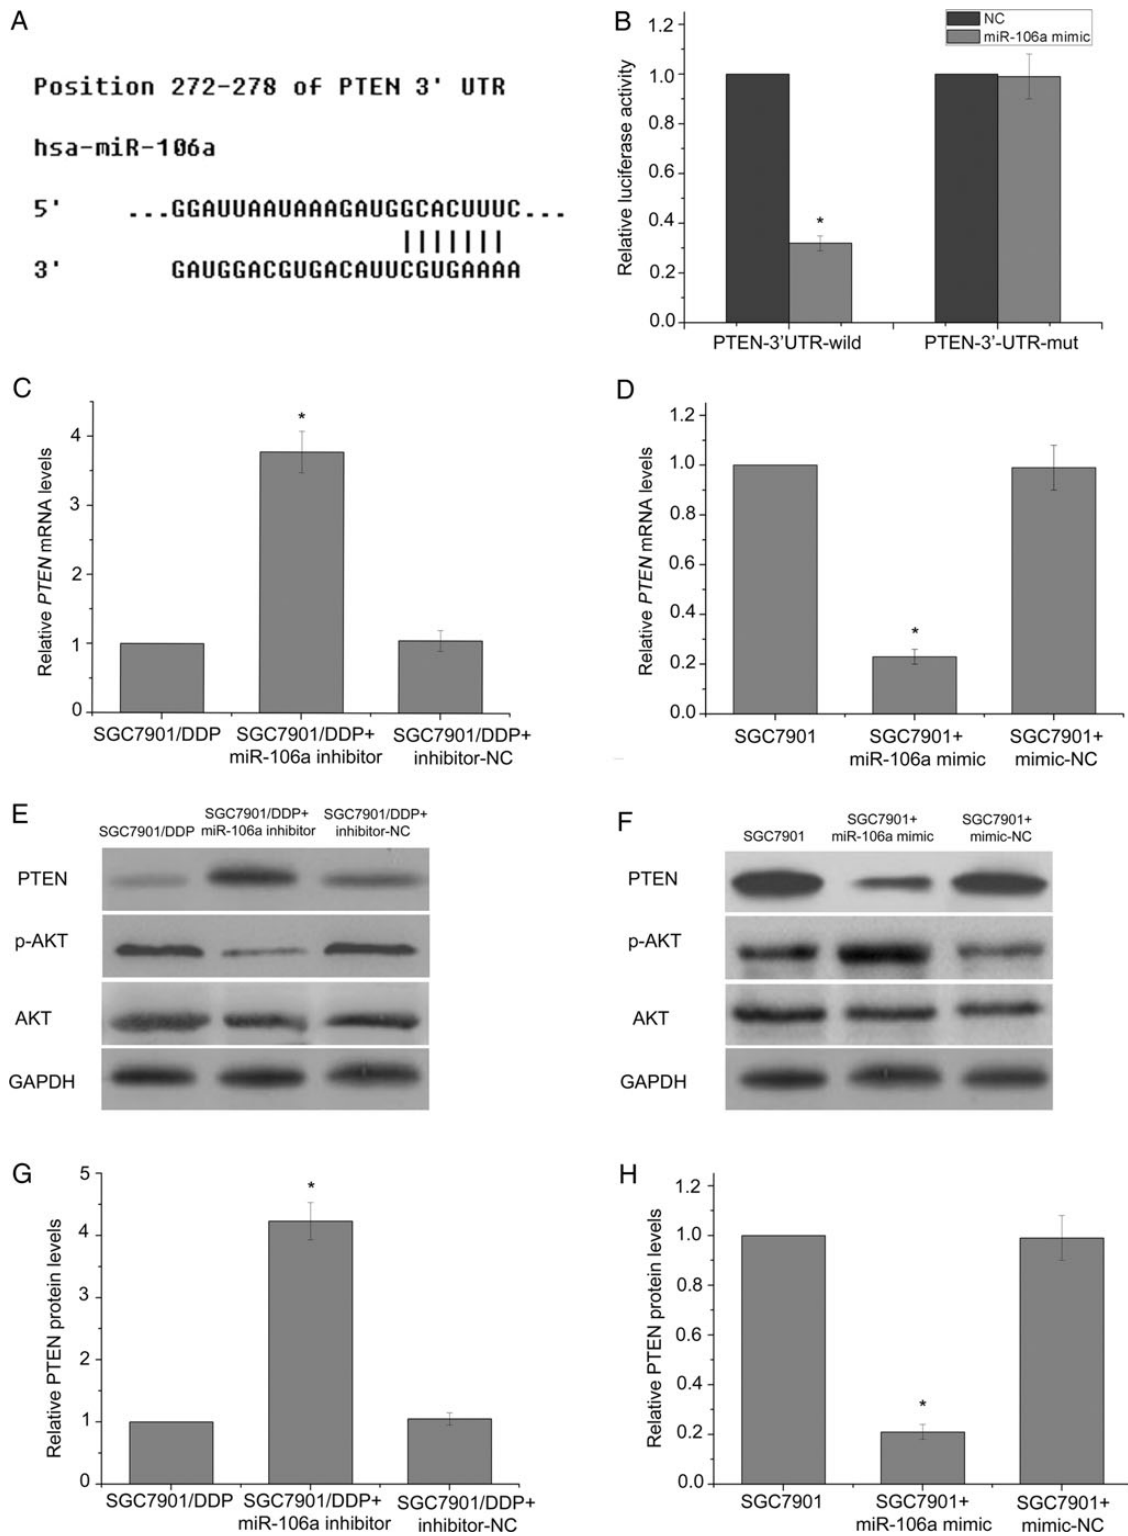 A
Position 272-278 of PTEN 3' UTR
hsa-miR-106a
5' ...GGAUUAAUAAAGAUGGCACUUUC...
3' GAUGGACGUGACAUUCGUGAAAA
B
NC
miR-106a mimic
Relative luciferase activity
1.2
1.0
0.8
0.6
0.4
0.2
0.0
*
PTEN-3'UTR-wild
PTEN-3'-UTR-mut
C
Relative PTEN mRNA levels
4
3
2
1
0
*
SGC7901/DDP
SGC7901/DDP+
miR-106a inhibitor
SGC7901/DDP+
inhibitor-NC
D
Relative PTEN mRNA levels
1.2
1.0
0.8
0.6
0.4
0.2
0.0
*
SGC7901
SGC7901+
miR-106a mimic
SGC7901+
mimic-NC
E
SGC7901/DDP
SGC7901/DDP+
miR-106a inhibitor
SGC7901/DDP+
inhibitor-NC
PTEN
p-AKT
AKT
GAPDH
F
SGC7901
SGC7901+
miR-106a mimic
SGC7901+
mimic-NC
PTEN
p-AKT
AKT
GAPDH
G
Relative PTEN protein levels
5
4
3
2
1
0
*
SGC7901/DDP
SGC7901/DDP+
miR-106a inhibitor
SGC7901/DDP+
inhibitor-NC
H
Relative PTEN protein levels
1.2
1.0
0.8
0.6
0.4
0.2
0.0
*
SGC7901
SGC7901+
miR-106a mimic
SGC7901+
mimic-NC